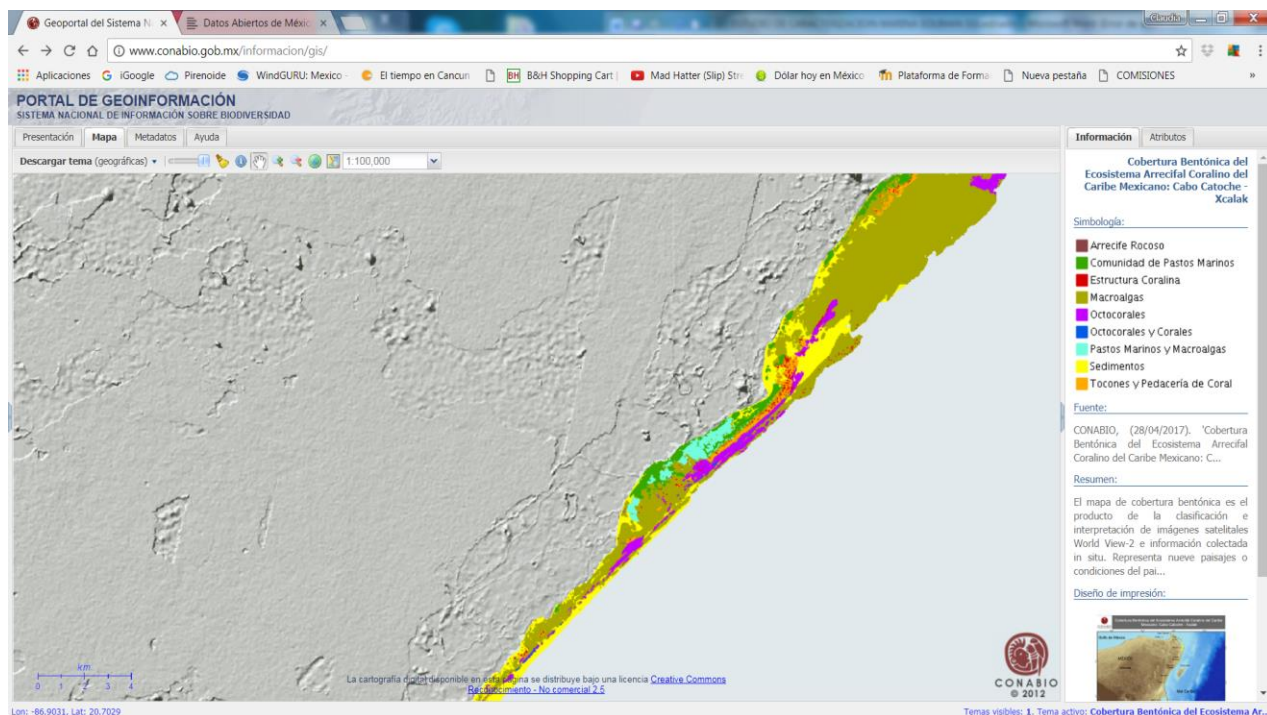 Geoportal del Sistema N
Datos Abiertos de Méxic
Claudia
www.conabio.gob.mx/informacion/gis/
Aplicaciones
iGoogle
Pirenoide
WindGURU: Mexico -
El tiempo en Cancun
B&H Shopping Cart |
Mad Hatter (Slip) Stre
Dólar hoy en México
Plataforma de Forma
Nueva pestaña
COMISIONES
»
PORTAL DE GEOINFORMACIÓN
SISTEMA NACIONAL DE INFORMACIÓN SOBRE BIODIVERSIDAD
Presentación
Mapa
Metadatos
Ayuda
Descargar tema (geográficas)
1:100,000
km
0 1 2 3 4
La cartografía digital disponible en esta página se distribuye bajo una licencia Creative Commons
Reconocimiento - No comercial 2.5
CONABIO
© 2012
Información
Atributos
Cobertura Bentónica del
Ecosistema Arrecifal Coralino del
Caribe Mexicano: Cabo Catoche -
Xcalak
Simbología:
Arrecife Rocoso
Comunidad de Pastos Marinos
Estructura Coralina
Macroalgas
Octocorales
Octocorales y Corales
Pastos Marinos y Macroalgas
Sedimentos
Tocones y Pedacería de Coral
Fuente:
CONABIO, (28/04/2017). 'Cobertura
Bentónica del Ecosistema Arrecifal
Coralino del Caribe Mexicano: C...
Resumen:
El mapa de cobertura bentónica es el
producto de la clasificación e
interpretación de imágenes satelitales
World View-2 e información colectada
in situ. Representa nueve paisajes o
condiciones del pai...
Diseño de impresión:
Lon: -86.9031, Lat: 20.7029
Temas visibles: 1. Tema activo: Cobertura Bentónica del Ecosistema Ar..